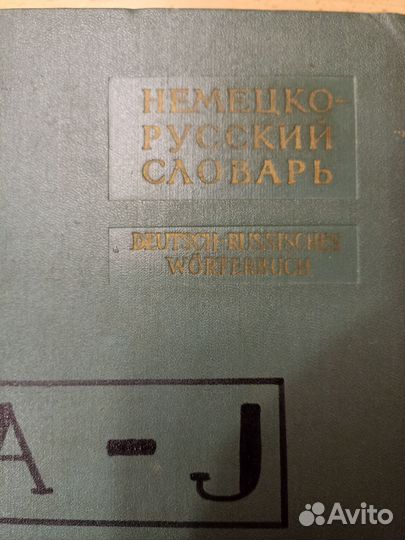 НЕМЕЦКО-
РУССКИЙ
СЛОВАРЬ
DEUTSCH-RUSSISCHES
WÖRTERBUCH
A-J
Avito